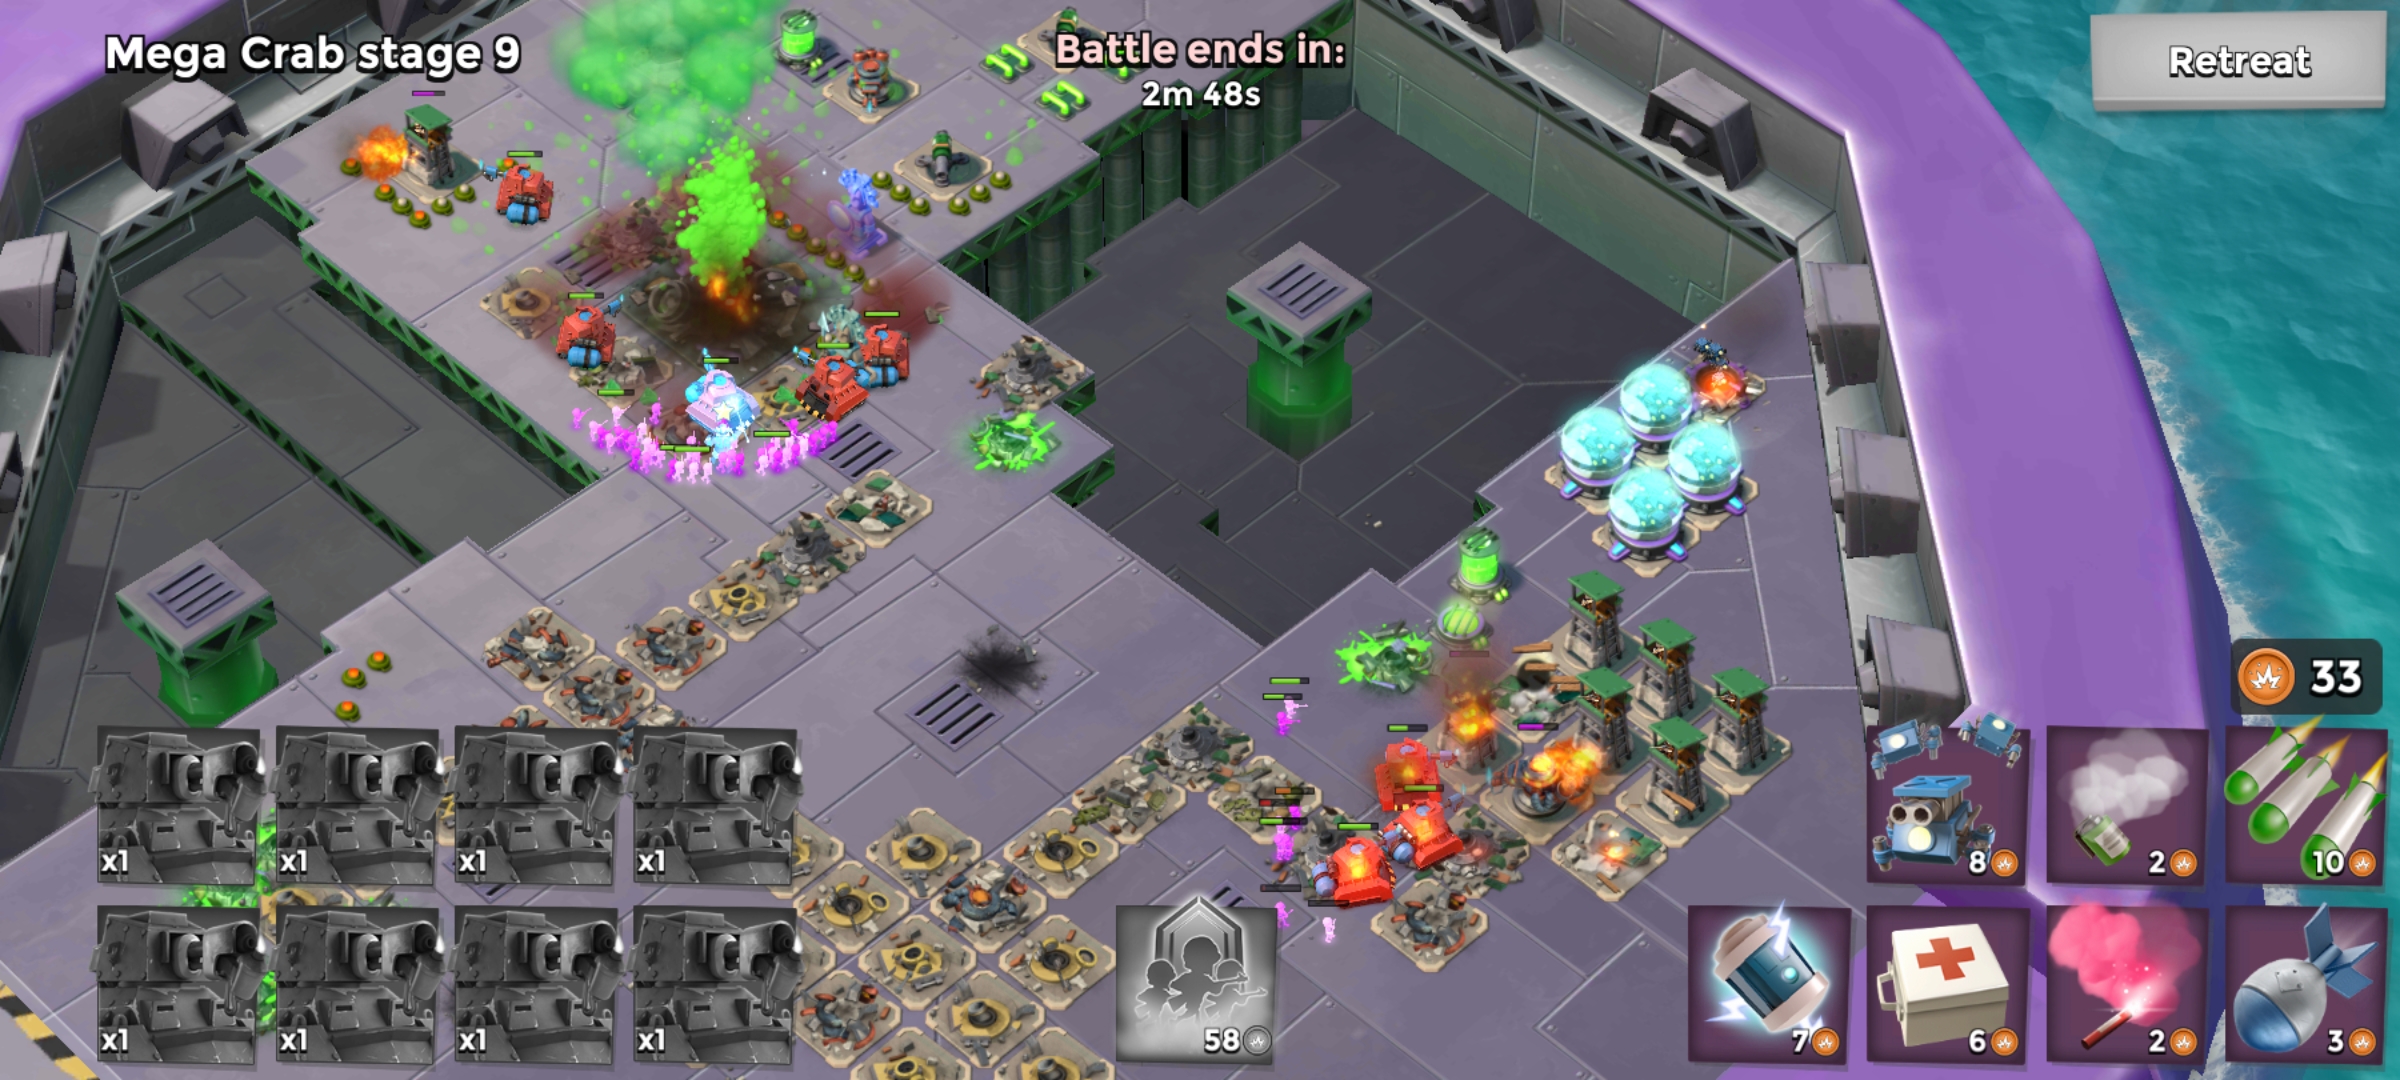 Mega Crab stage 9
Battle ends in:
2m 48s
Retreat
33
8
2
10
x1
x1
x1
x1
x1
x1
x1
x1
58
7
6
2
3